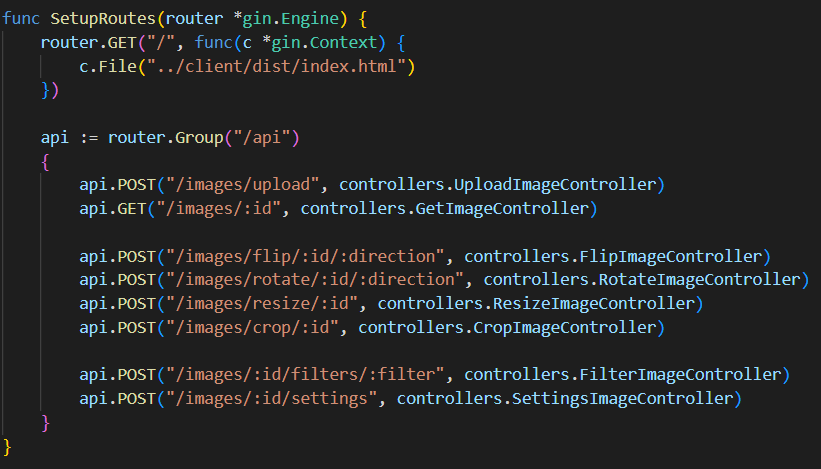 func SetupRoutes(router *gin.Engine) {
    router.GET("/", func(c *gin.Context) {
        c.File("../client/dist/index.html")
    })

    api := router.Group("/api")
    {
        api.POST("/images/upload", controllers.UploadImageController)
        api.GET("/images/:id", controllers.GetImageController)

        api.POST("/images/flip/:id/:direction", controllers.FlipImageController)
        api.POST("/images/rotate/:id/:direction", controllers.RotateImageController)
        api.POST("/images/resize/:id", controllers.ResizeImageController)
        api.POST("/images/crop/:id", controllers.CropImageController)

        api.POST("/images/:id/filters/:filter", controllers.FilterImageController)
        api.POST("/images/:id/settings", controllers.SettingsImageController)
    }
}